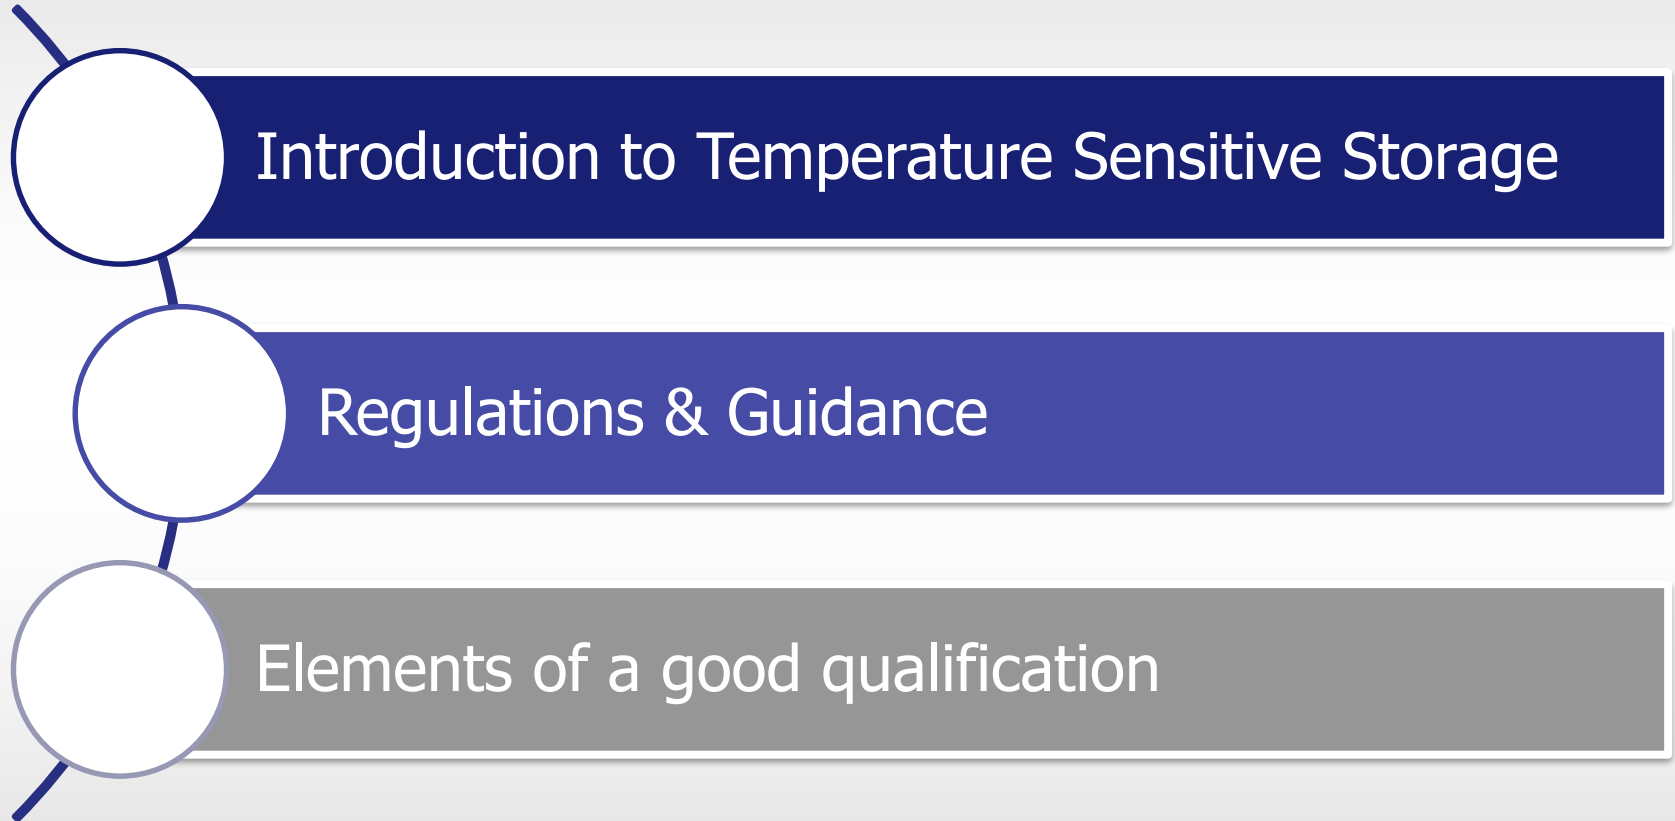 Introduction to Temperature Sensitive Storage
Regulations & Guidance
Elements of a good qualification